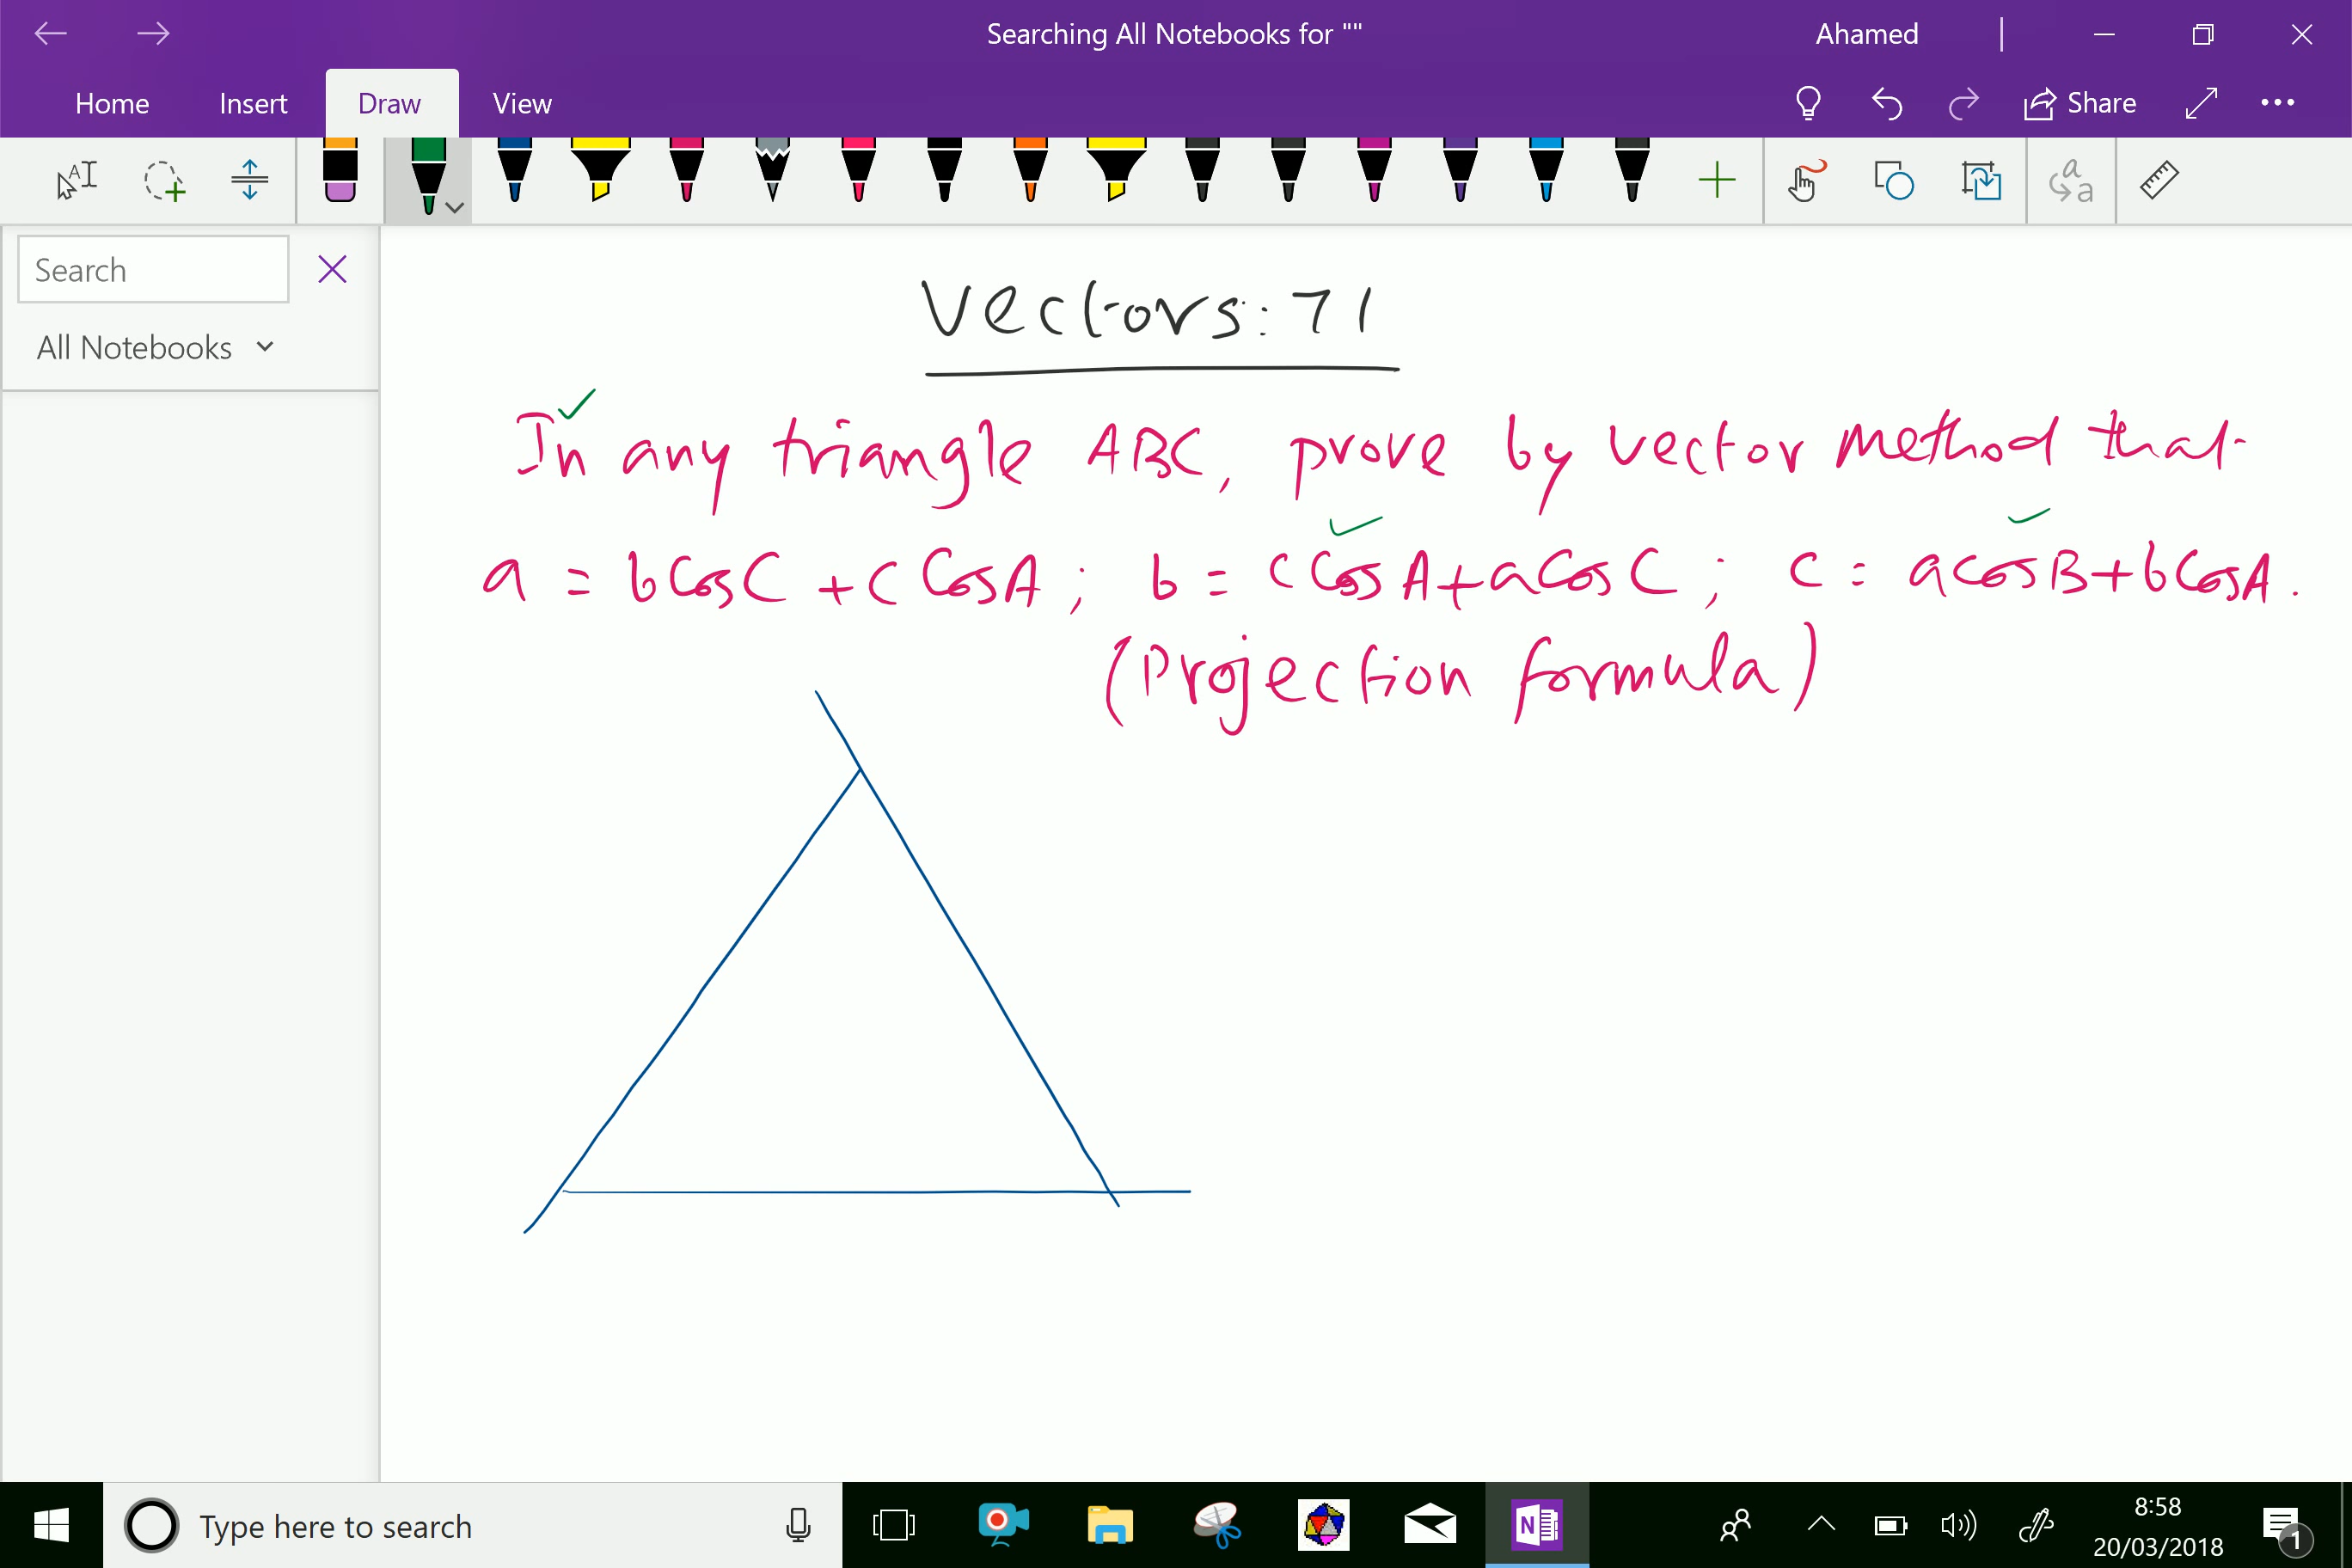 Searching All Notebooks for ""
Ahamed
Home Insert Draw View
Share
Search
All Notebooks
Vectors: 71
In any triangle ABC, prove by vector method that
a = bCosC + cCosA ; b = cCosA + aCosC ; c = acosB + bCosA .
(Projection formula)
Type here to search
N
8:58
20/03/2018
1